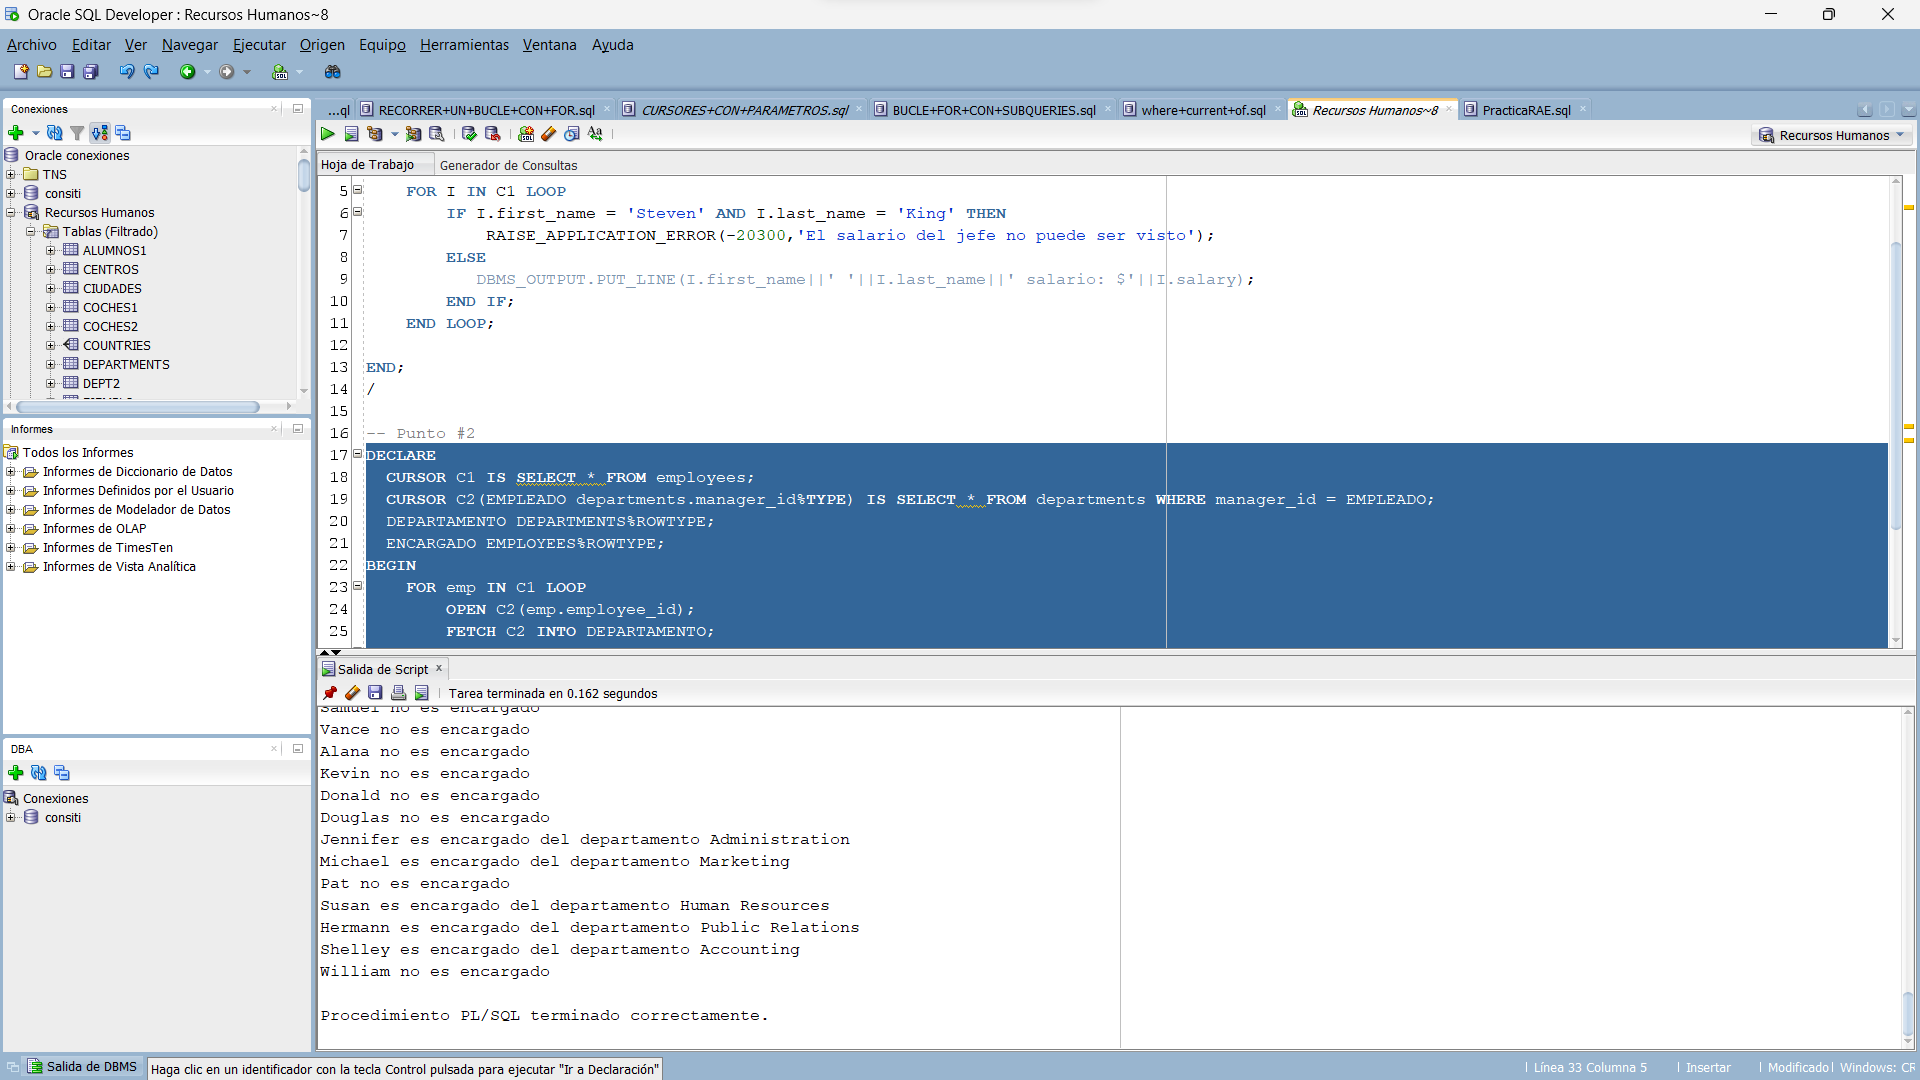 Oracle SQL Developer : Recursos Humanos~8
Archivo Editar Ver Navegar Ejecutar Origen Equipo Herramientas Ventana Ayuda
Conexiones
Oracle conexiones
TNS
consiti
Recursos Humanos
Tablas (Filtrado)
ALUMNOS1
CENTROS
CIUDADES
COCHES1
COCHES2
COUNTRIES
DEPARTMENTS
DEPT2
Informes
Todos los Informes
Informes de Diccionario de Datos
Informes Definidos por el Usuario
Informes de Modelador de Datos
Informes de OLAP
Informes de TimesTen
Informes de Vista Analítica
DBA
Conexiones
consiti
...ql RECORRER+UN+BUCLE+CON+FOR.sql CURSORES+CON+PARAMETROS.sql BUCLE+FOR+CON+SUBQUERIES.sql where+current+of.sql Recursos Humanos~8 PracticaRAE.sql
Recursos Humanos
Hoja de Trabajo Generador de Consultas
5 FOR I IN C1 LOOP
6 IF I.first_name = 'Steven' AND I.last_name = 'King' THEN
7 RAISE_APPLICATION_ERROR(-20300,'El salario del jefe no puede ser visto');
8 ELSE
9 DBMS_OUTPUT.PUT_LINE(I.first_name||' '||I.last_name||' salario: $'||I.salary);
10 END IF;
11 END LOOP;
12
13 END;
14 /
15
16 -- Punto #2
17 DECLARE
18 CURSOR C1 IS SELECT * FROM employees;
19 CURSOR C2(EMPLEADO departments.manager_id%TYPE) IS SELECT * FROM departments WHERE manager_id = EMPLEADO;
20 DEPARTAMENTO DEPARTMENTS%ROWTYPE;
21 ENCARGADO EMPLOYEES%ROWTYPE;
22 BEGIN
23 FOR emp IN C1 LOOP
24 OPEN C2(emp.employee_id);
25 FETCH C2 INTO DEPARTAMENTO;
Salida de Script
Tarea terminada en 0.162 segundos
Samuel no es encargado
Vance no es encargado
Alana no es encargado
Kevin no es encargado
Donald no es encargado
Douglas no es encargado
Jennifer es encargado del departamento Administration
Michael es encargado del departamento Marketing
Pat no es encargado
Susan es encargado del departamento Human Resources
Hermann es encargado del departamento Public Relations
Shelley es encargado del departamento Accounting
William no es encargado
Procedimiento PL/SQL terminado correctamente.
Salida de DBMS
Haga clic en un identificador con la tecla Control pulsada para ejecutar "Ir a Declaración"
Línea 33 Columna 5 Insertar Modificado Windows: CR